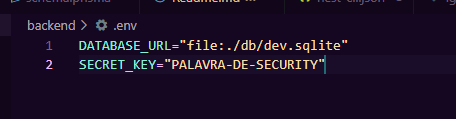 backend > .env
1 DATABASE_URL="file:./db/dev.sqlite"
2 SECRET_KEY="PALAVRA-DE-SECURITY"